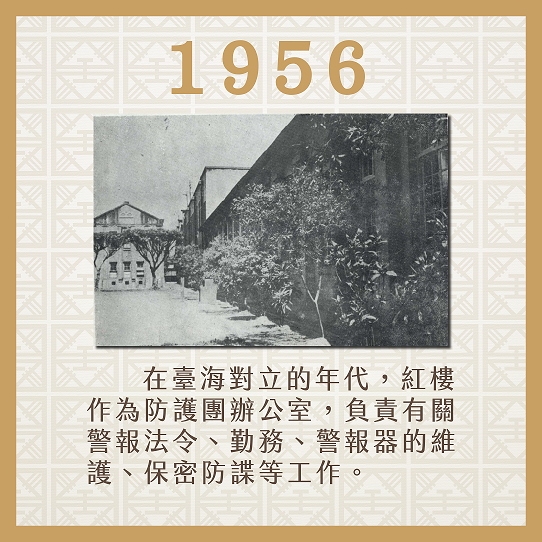 1956
在臺海對立的年代，紅樓
作為防護團辦公室，負責有關
警報法令、勤務、警報器的維
護、保密防諜等工作。